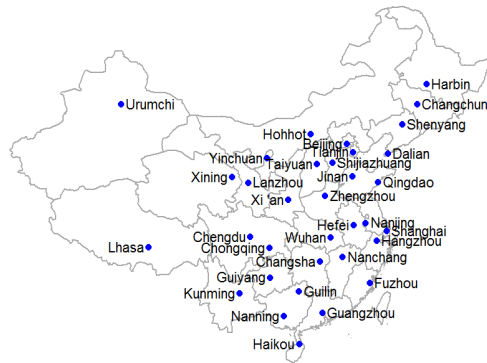 Harbin
Urumchi
Changchun
Shenyang
Hohhot
Beijing
Tianjin
Dalian
Yinchuan
Taiyuan
Shijiazhuang
Xining
Lanzhou
Jinan
Qingdao
Xi 'an
Zhengzhou
Hefei
Nanjing
Shanghai
Chengdu
Wuhan
Hangzhou
Lhasa
Chongqing
Changsha
Nanchang
Guiyang
Fuzhou
Kunming
Guilin
Nanning
Guangzhou
Haikou